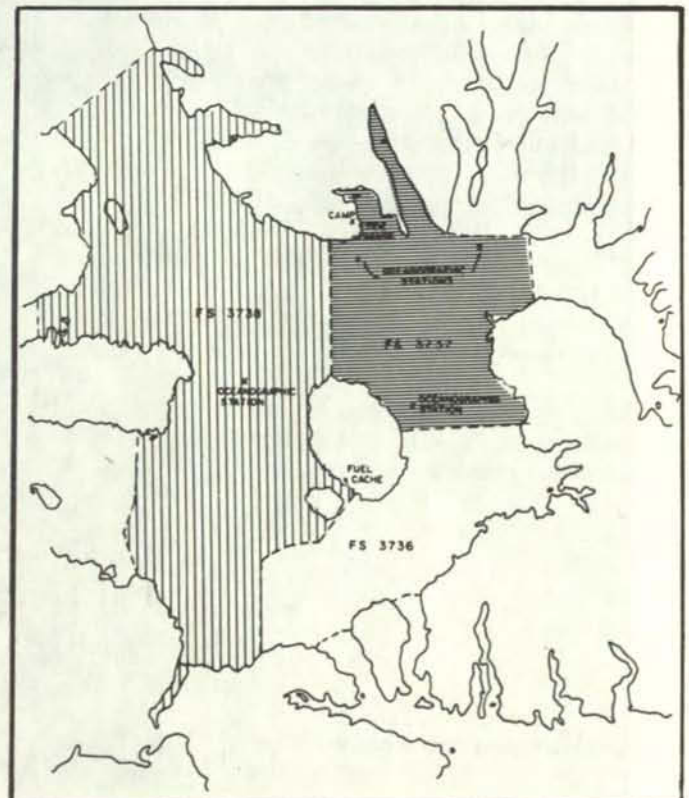 CAMP
OCEANOGRAPHIC
STATIONS
FS 3738
FS 3737
OCEANOGRAPHIC
STATION
OCEANOGRAPHIC
STATION
FUEL
CACHE
FS 3736